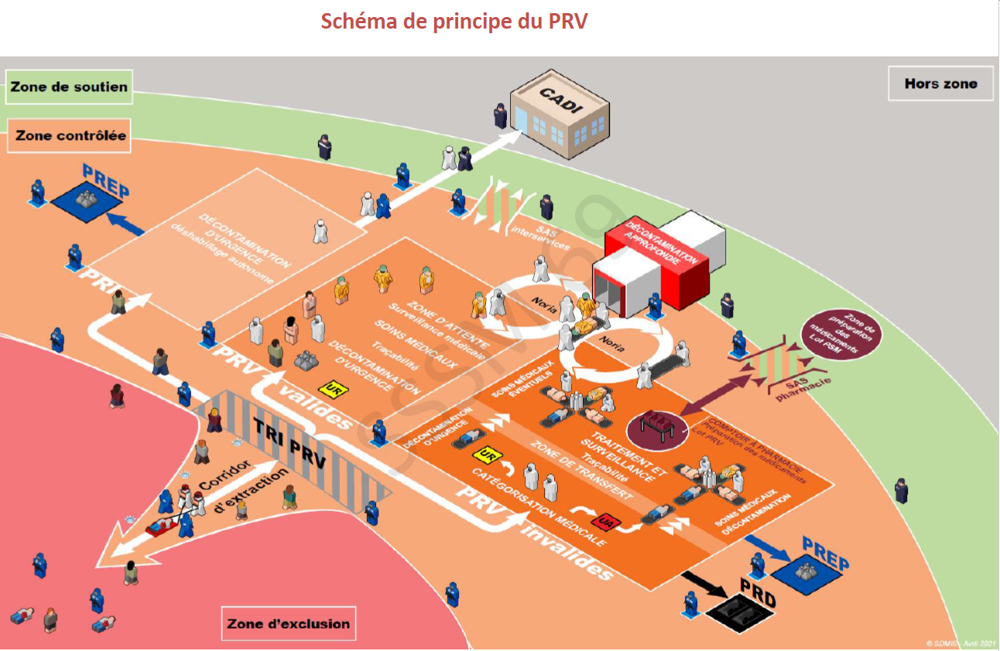 Schéma de principe du PRV
Zone de soutien
Hors zone
Zone contrôlée
CADI
PREP
DÉCONTAMINATION
D'URGENCE
déshabillage autonome
PRI
SAS
interservices
DÉCONTAMINATION
APPROFONDIE
Noria
Noria
ZONE D'ATTENTE
Surveillance médicale
SOINS MÉDICAUX
Traçabilité
DÉCONTAMINATION
D'URGENCE
UR
PRV
valides
Zone de
préparation
des
médicaments
Lot PSM
SAS
pharmacie
SOINS MÉDICAUX
ÉVENTUELS
DÉCONTAMINATION
D'URGENCE
UR
COMPTOIR À PHARMACIE
Préparation des médicaments
Lot PRV
TRAITEMENT ET
SURVEILLANCE
Traçabilité
ZONE DE TRANSFERT
CATÉGORISATION MÉDICALE
UA
SOINS MÉDICAUX
DÉCONTAMINATION
TRI PRV
Corridor
d'extraction
PRV
invalides
PREP
PRD
Zone d'exclusion
SSSM 69
© SDMIS - Avril 2021